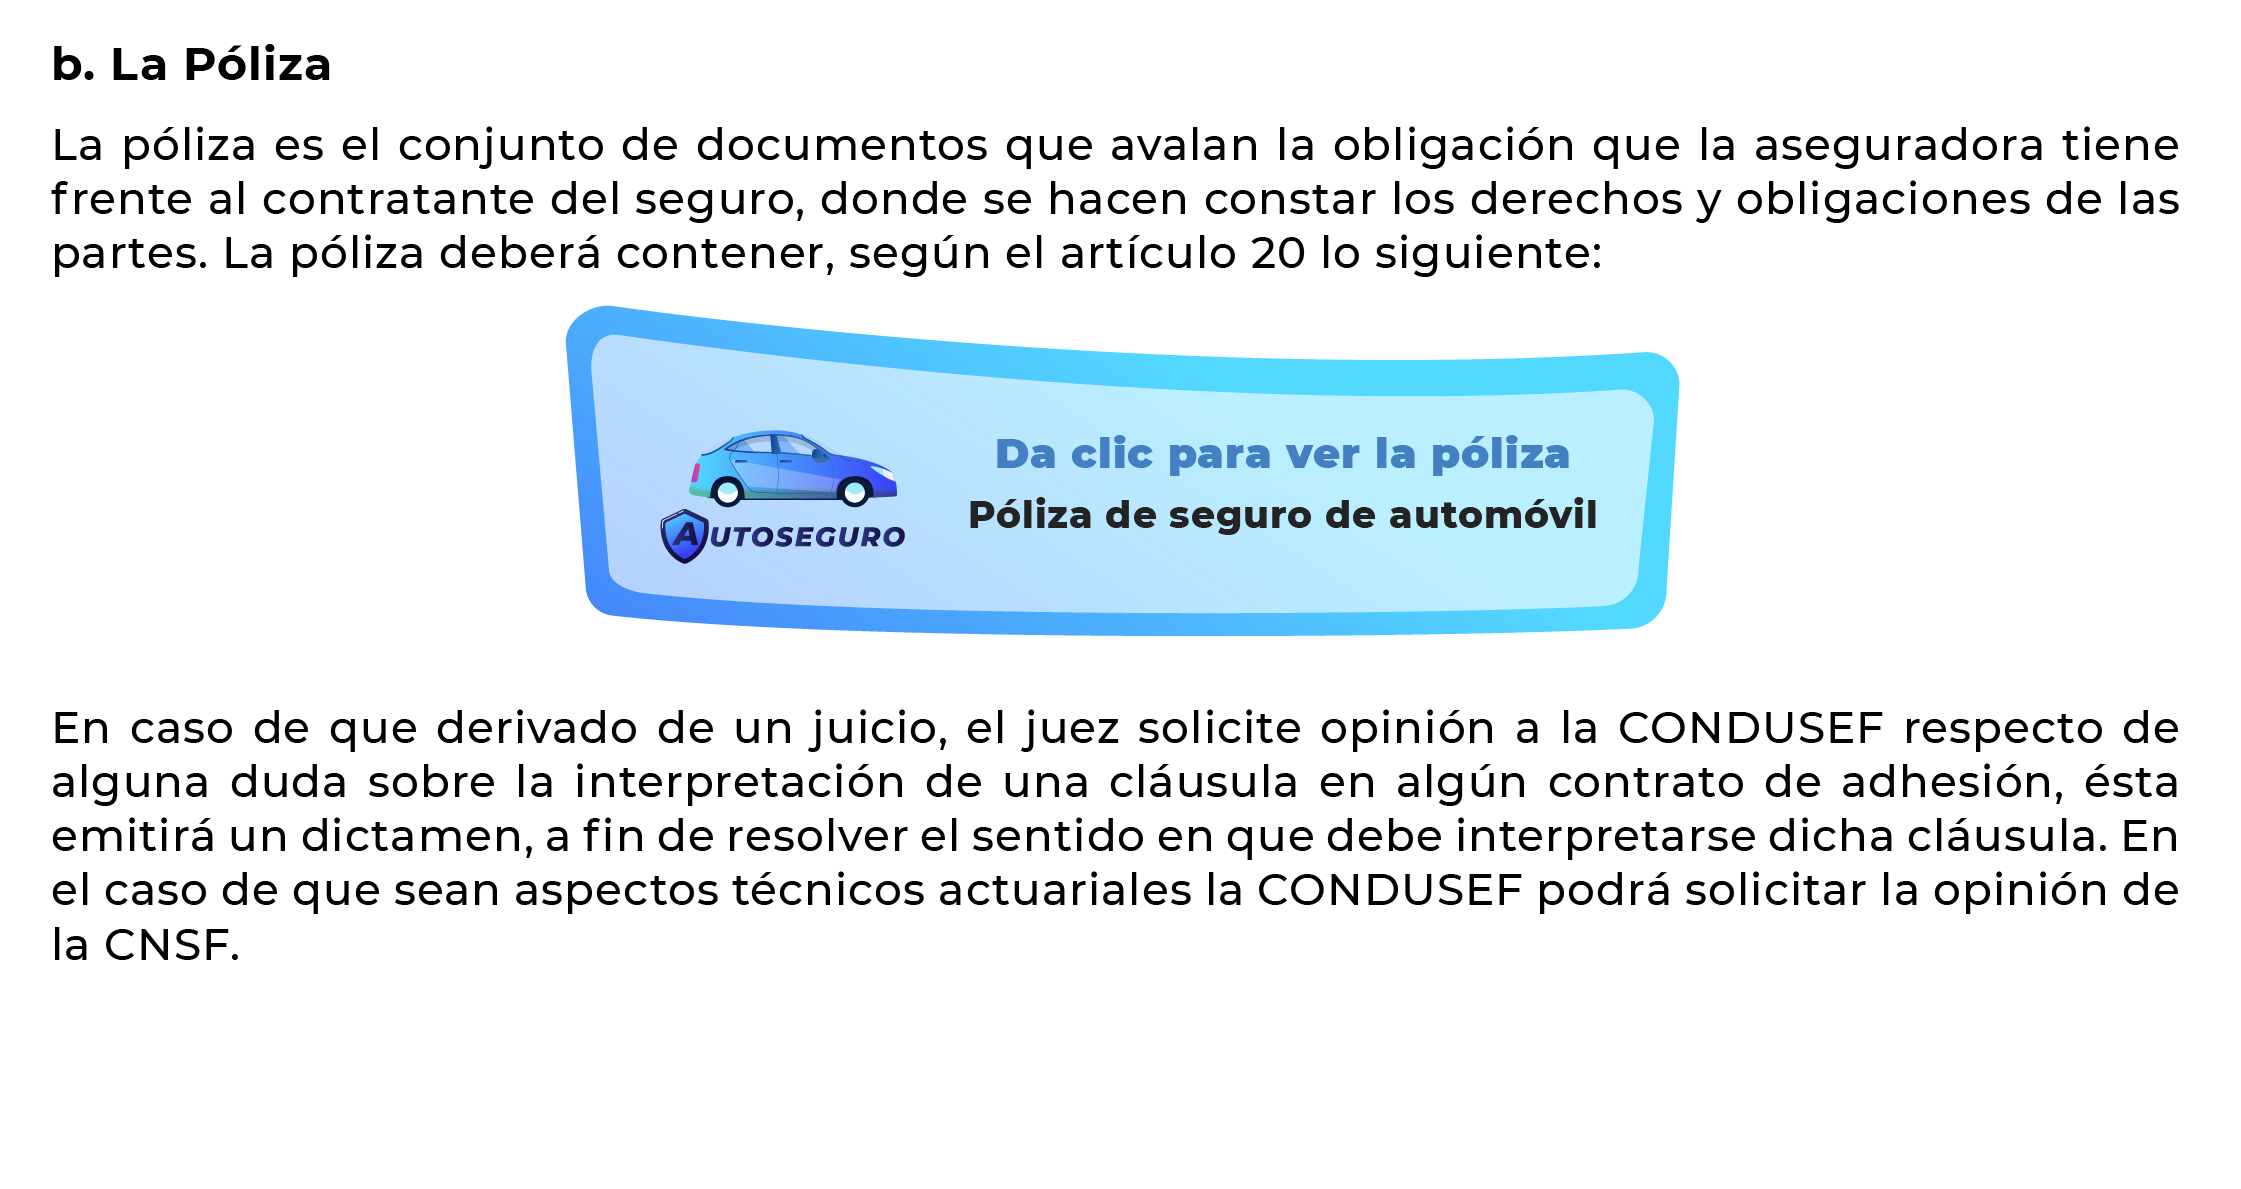 b. La Póliza
La póliza es el conjunto de documentos que avalan la obligación que la aseguradora tiene
frente al contratante del seguro, donde se hacen constar los derechos y obligaciones de las
partes. La póliza deberá contener, según el artículo 20 lo siguiente:
Da clic para ver la póliza
Póliza de seguro de automóvil
AUTOSEGURO
En caso de que derivado de un juicio, el juez solicite opinión a la CONDUSEF respecto de
alguna duda sobre la interpretación de una cláusula en algún contrato de adhesión, ésta
emitirá un dictamen, a fin de resolver el sentido en que debe interpretarse dicha cláusula. En
el caso de que sean aspectos técnicos actuariales la CONDUSEF podrá solicitar la opinión de
la CNSF.